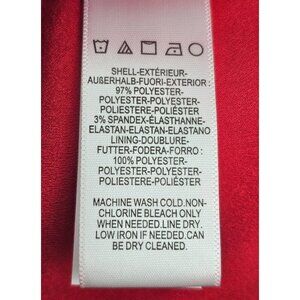 SHELL-EXTÉRIEUR-
AUßERHALB-FUORI-EXTERIOR :
97% POLYESTER-
POLYESTER-POLYESTER-
POLIESTERE-POLIÉSTER
3% SPANDEX-ÉLASTHANNE-
ELASTAN-ELASTAN-ELASTANO
LINING-DOUBLURE-
FUTTER-FODERA-FORRO :
100% POLYESTER-
POLYESTER-POLYESTER-
POLIESTERE-POLIÉSTER
MACHINE WASH COLD.NON-
CHLORINE BLEACH ONLY
WHEN NEEDED.LINE DRY.
LOW IRON IF NEEDED.CAN
BE DRY CLEANED.